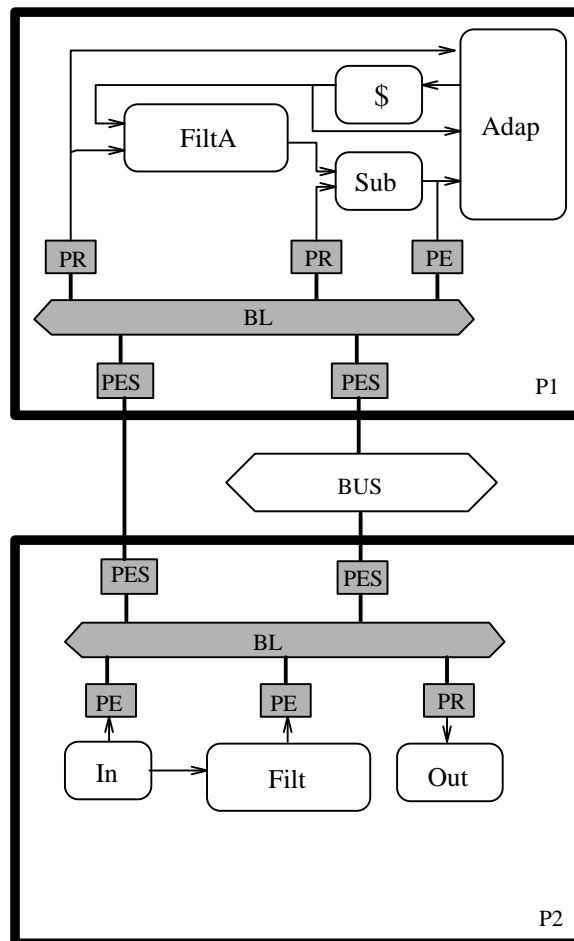 $
Adap
FiltA
Sub
PR
PR
PE
BL
PES
PES
P1
BUS
PES
PES
BL
PE
PE
PR
In
Filt
Out
P2